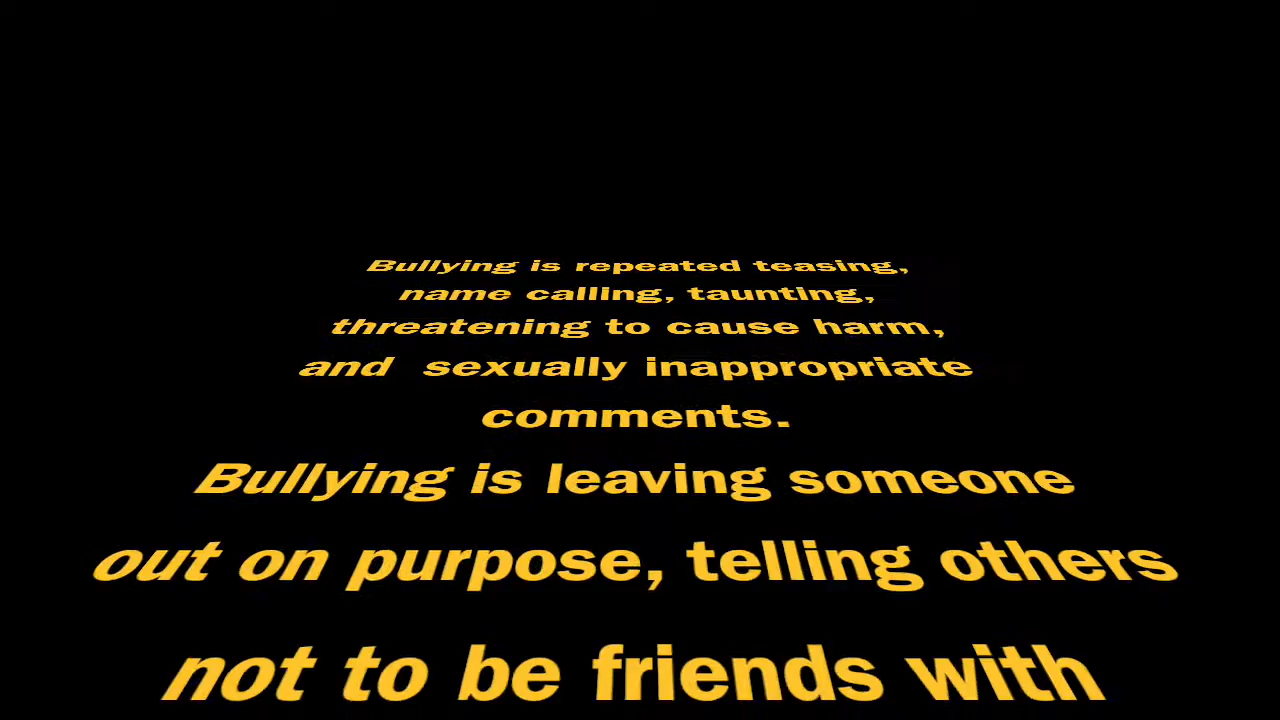 Bullying is repeated teasing,
name calling, taunting,
threatening to cause harm,
and  sexually inappropriate
comments.
Bullying is leaving someone
out on purpose, telling others
not to be friends with